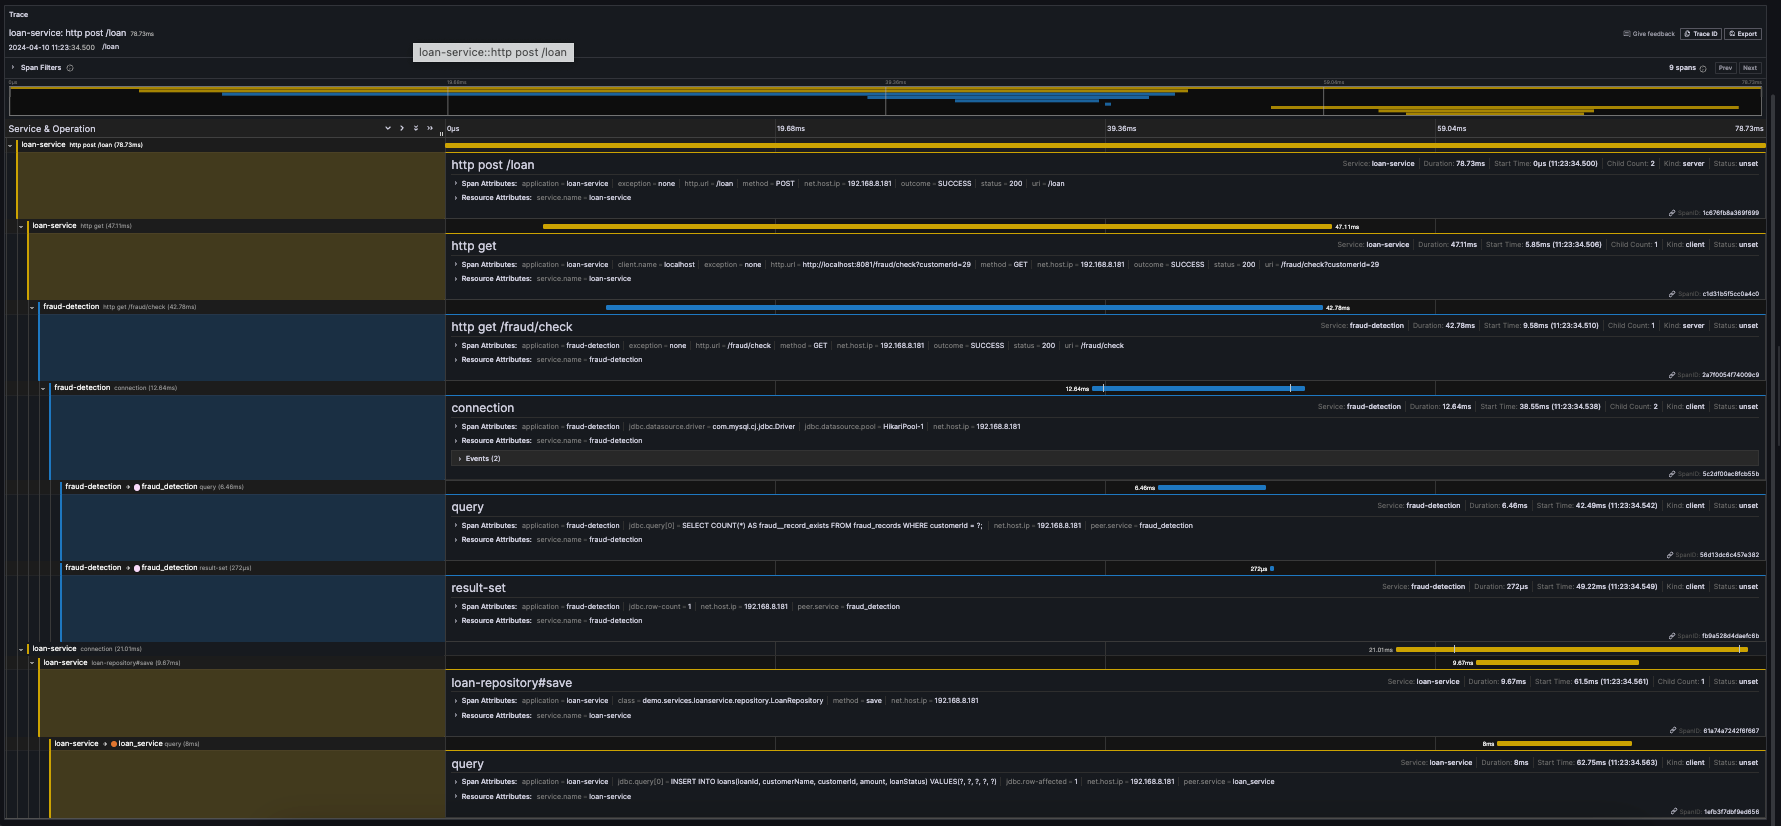 Trace
loan-service: http post /loan 78.73ms
2024-04-10 11:23:34.500 /loan
loan-service::http post /loan
Give feedback Trace ID Export
Span Filters
9 spans Prev Next
0μs 19.68ms 39.36ms 59.04ms 78.73ms
Service & Operation 0μs 19.68ms 39.36ms 59.04ms 78.73ms
loan-service http post /loan (78.73ms)
http post /loan Service: loan-service Duration: 78.73ms Start Time: 0μs (11:23:34.500) Child Count: 2 Kind: server Status: unset
Span Attributes: application = loan-service exception = none http.url = /loan method = POST net.host.ip = 192.168.8.181 outcome = SUCCESS status = 200 uri = /loan
Resource Attributes: service.name = loan-service
SpanID: 1c676fb8a369f699
loan-service http get (47.11ms) 47.11ms
http get Service: loan-service Duration: 47.11ms Start Time: 5.85ms (11:23:34.506) Child Count: 1 Kind: client Status: unset
Span Attributes: application = loan-service client.name = localhost exception = none http.url = http://localhost:8081/fraud/check?customerId=29 method = GET net.host.ip = 192.168.8.181 outcome = SUCCESS status = 200 uri = /fraud/check?customerId=29
Resource Attributes: service.name = loan-service
SpanID: c1d31b5f5cc0a4c0
fraud-detection http get /fraud/check (42.78ms) 42.78ms
http get /fraud/check Service: fraud-detection Duration: 42.78ms Start Time: 9.58ms (11:23:34.510) Child Count: 1 Kind: server Status: unset
Span Attributes: application = fraud-detection exception = none http.url = /fraud/check method = GET net.host.ip = 192.168.8.181 outcome = SUCCESS status = 200 uri = /fraud/check
Resource Attributes: service.name = fraud-detection
SpanID: 2a7f0054f74009c9
fraud-detection connection (12.64ms) 12.64ms
connection Service: fraud-detection Duration: 12.64ms Start Time: 38.55ms (11:23:34.538) Child Count: 2 Kind: client Status: unset
Span Attributes: application = fraud-detection jdbc.datasource.driver = com.mysql.cj.jdbc.Driver jdbc.datasource.pool = HikariPool-1 net.host.ip = 192.168.8.181
Resource Attributes: service.name = fraud-detection
Events (2)
SpanID: 5c2df00ac8fcb55b
fraud-detection → fraud_detection query (6.46ms) 6.46ms
query Service: fraud-detection Duration: 6.46ms Start Time: 42.49ms (11:23:34.542) Kind: client Status: unset
Span Attributes: application = fraud-detection jdbc.query[0] = SELECT COUNT(*) AS fraud__record_exists FROM fraud_records WHERE customerId = ?; net.host.ip = 192.168.8.181 peer.service = fraud_detection
Resource Attributes: service.name = fraud-detection
SpanID: 56d13dc6c457e382
fraud-detection → fraud_detection result-set (272μs) 272μs
result-set Service: fraud-detection Duration: 272μs Start Time: 49.22ms (11:23:34.549) Kind: client Status: unset
Span Attributes: application = fraud-detection jdbc.row-count = 1 net.host.ip = 192.168.8.181 peer.service = fraud_detection
Resource Attributes: service.name = fraud-detection
SpanID: fb9a528d4daefc6b
loan-service connection (21.01ms) 21.01ms
loan-service loan-repository#save (9.67ms) 9.67ms
loan-repository#save Service: loan-service Duration: 9.67ms Start Time: 61.5ms (11:23:34.561) Child Count: 1 Status: unset
Span Attributes: application = loan-service class = demo.services.loanservice.repository.LoanRepository method = save net.host.ip = 192.168.8.181
Resource Attributes: service.name = loan-service
SpanID: 61a74a7242f6f667
loan-service → loan_service query (8ms) 8ms
query Service: loan-service Duration: 8ms Start Time: 62.75ms (11:23:34.563) Kind: client Status: unset
Span Attributes: application = loan-service jdbc.query[0] = INSERT INTO loans(loanId, customerName, customerId, amount, loanStatus) VALUES(?, ?, ?, ?, ?) jdbc.row-affected = 1 net.host.ip = 192.168.8.181 peer.service = loan_service
Resource Attributes: service.name = loan-service
SpanID: 1efb3f7dbf9ed656